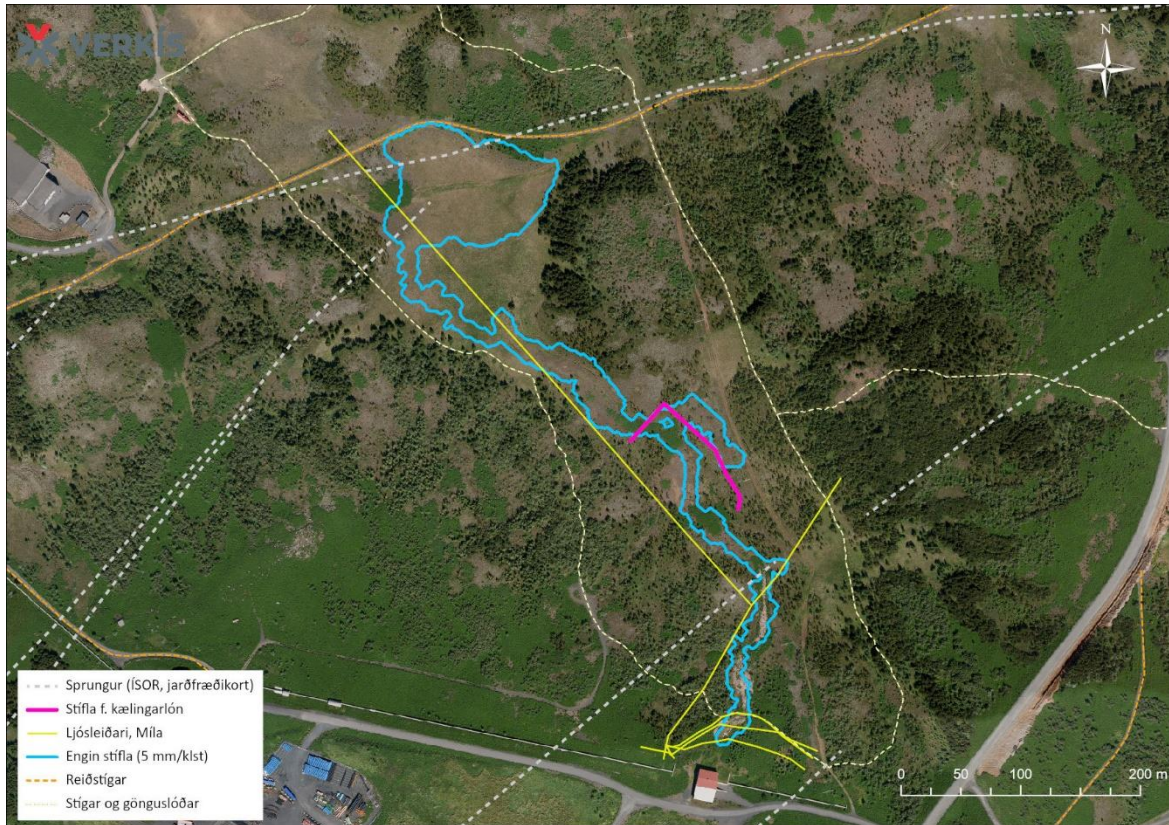 VERKÍS
N
Sprungur (ÍSOR, jarðfræðikort)
Stífla f. kælingarlón
Ljósleiðari, Míla
Engin stífla (5 mm/klst)
Reiðstígar
Stígar og gönguslóðar
0 50 100 200 m